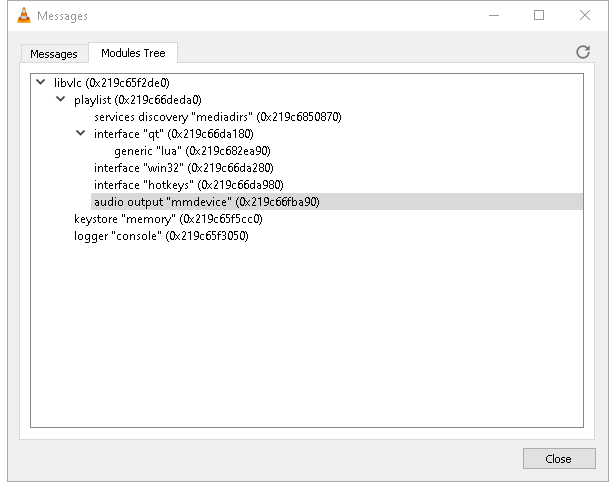 Messages
Messages
Modules Tree
libvlc (0x219c65f2de0)
playlist (0x219c66deda0)
services discovery "mediadirs" (0x219c6850870)
interface "qt" (0x219c66da180)
generic "lua" (0x219c682ea90)
interface "win32" (0x219c66da280)
interface "hotkeys" (0x219c66da980)
audio output "mmdevice" (0x219c66fba90)
keystore "memory" (0x219c65f5cc0)
logger "console" (0x219c65f3050)
Close